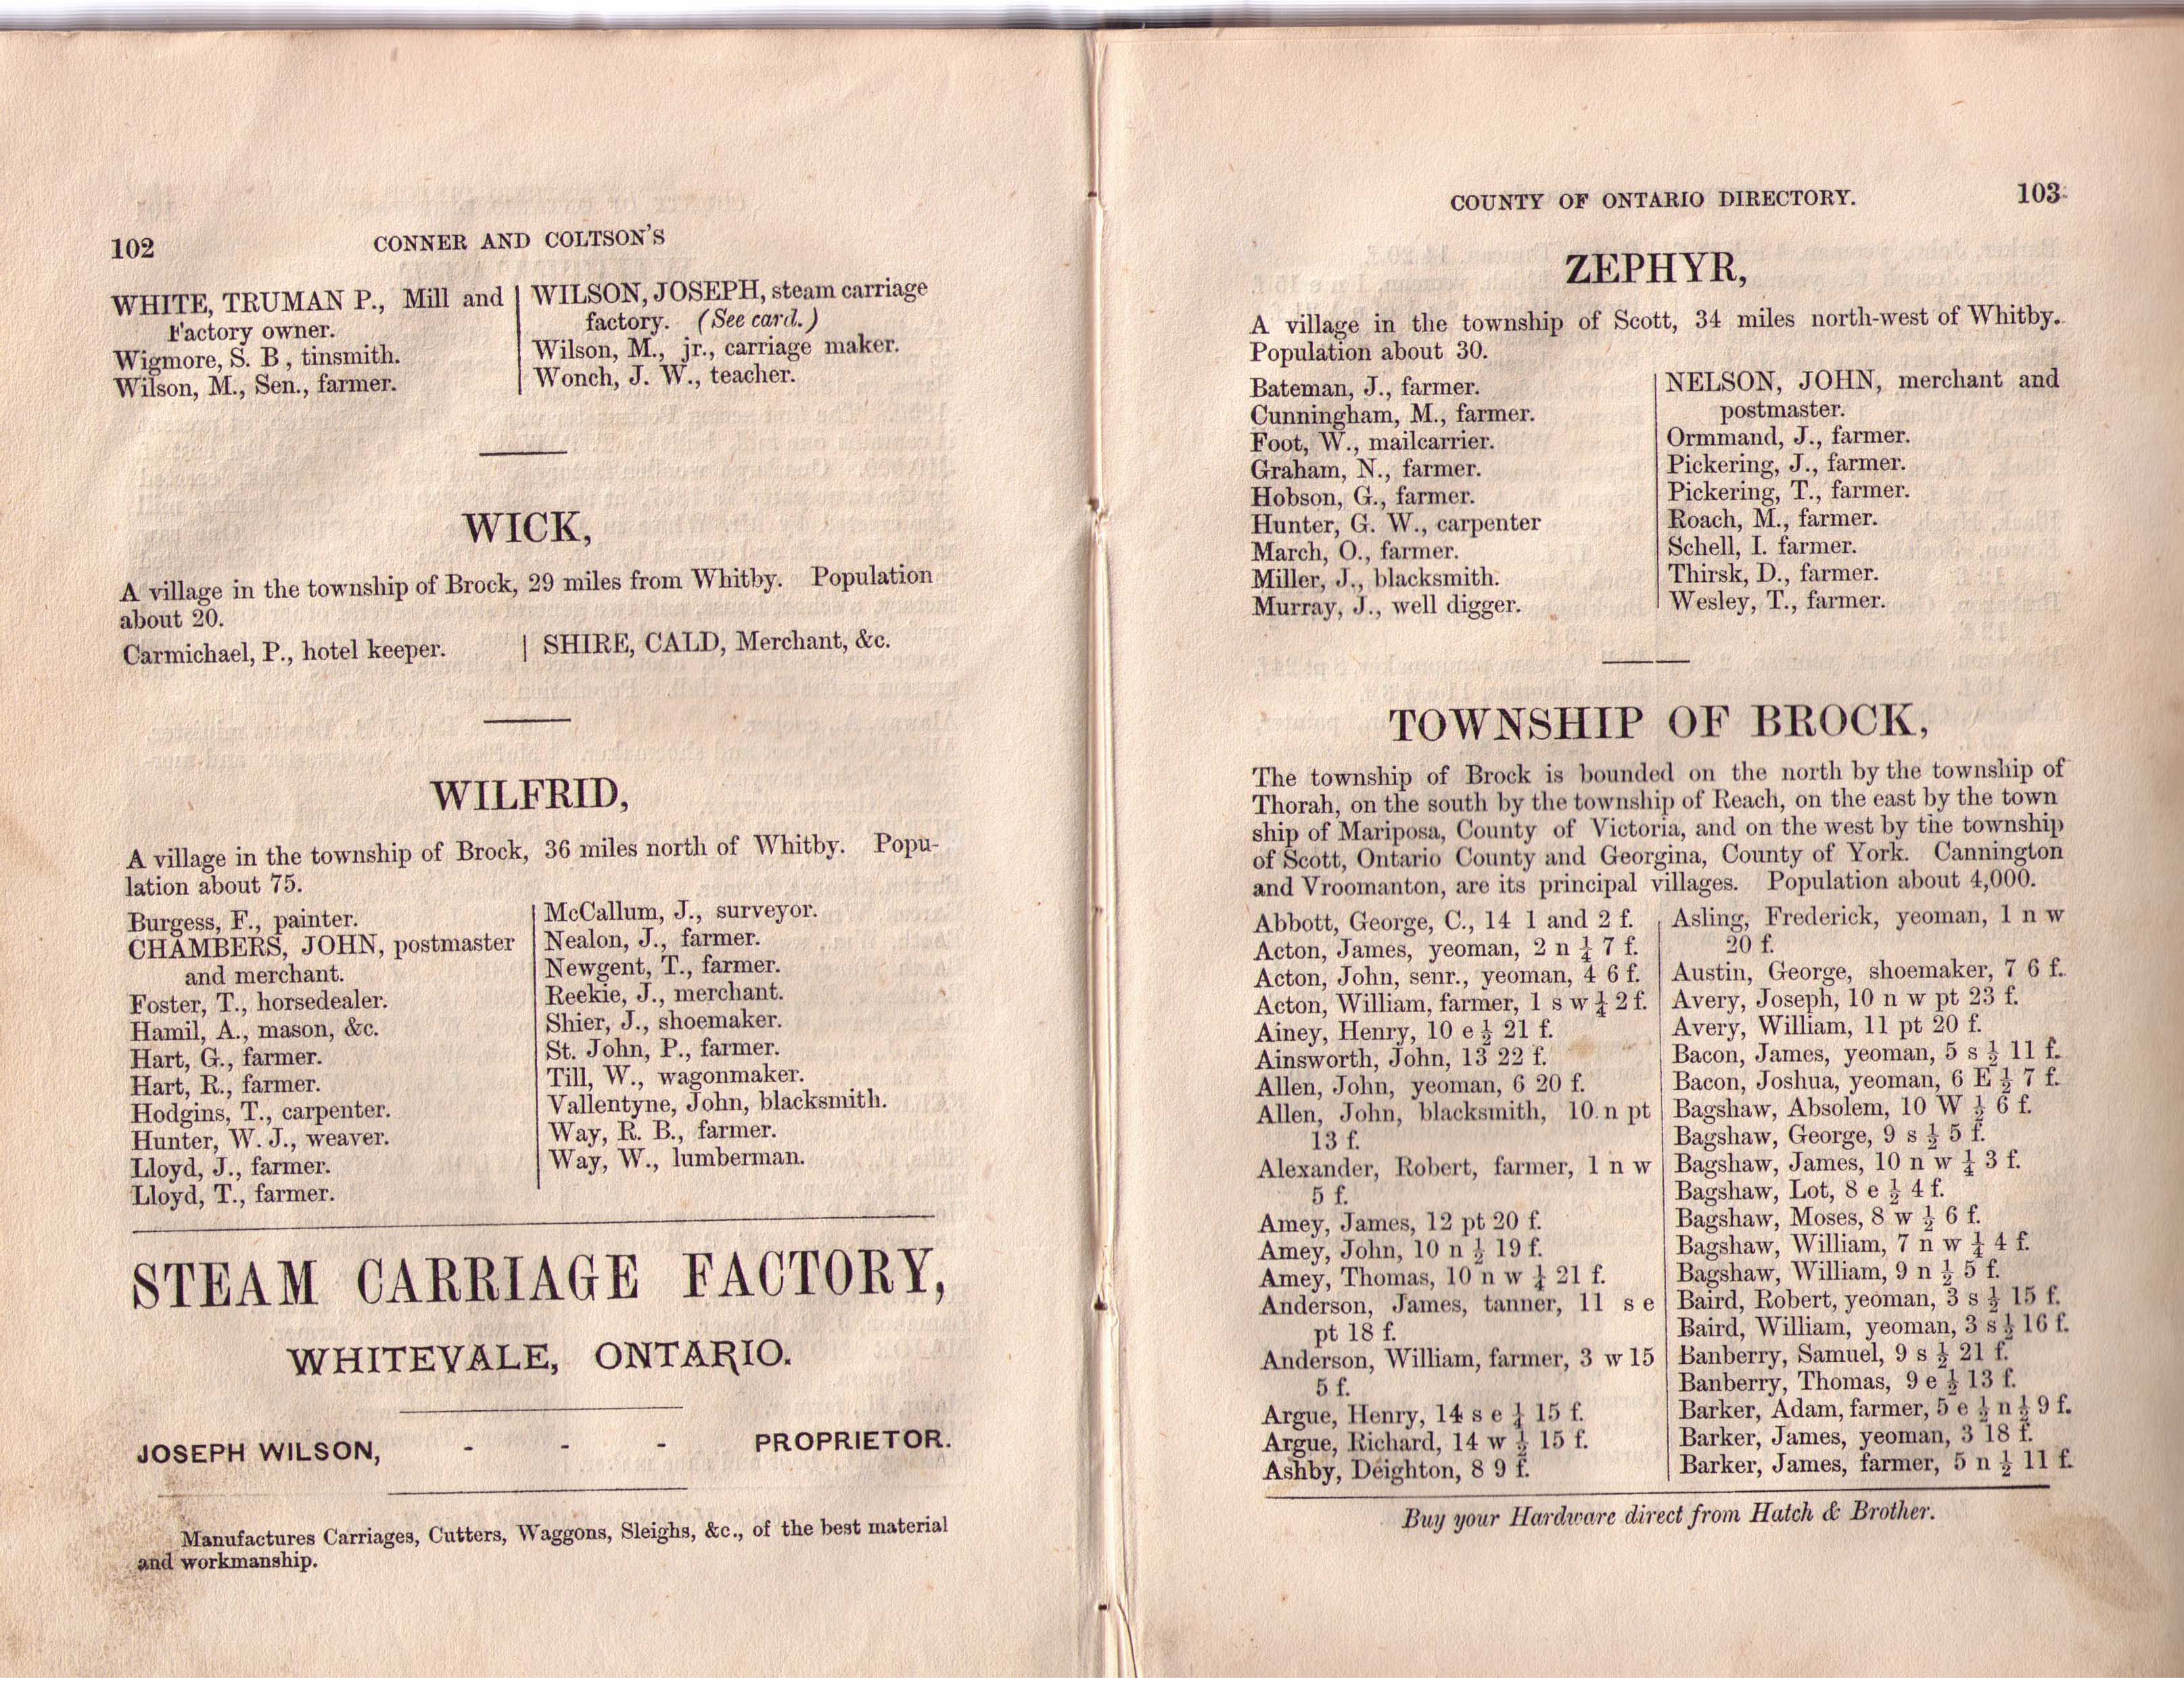 102
CONNER AND COLTSON'S
WHITE, TRUMAN P., Mill and
Factory owner.
Wigmore, S. B , tinsmith.
Wilson, M., Sen., farmer.
WILSON, JOSEPH, steam carriage
factory. (See card.)
Wilson, M., jr., carriage maker.
Wonch, J. W., teacher.
WICK,
A village in the township of Brock, 29 miles from Whitby. Population
about 20.
Carmichael, P., hotel keeper.
SHIRE, CALD, Merchant, &c.
WILFRID,
A village in the township of Brock, 36 miles north of Whitby. Popu-
lation about 75.
Burgess, F., painter.
CHAMBERS, JOHN, postmaster
and merchant.
Foster, T., horsedealer.
Hamil, A., mason, &c.
Hart, G., farmer.
Hart, R., farmer.
Hodgins, T., carpenter.
Hunter, W. J., weaver.
Lloyd, J., farmer.
Lloyd, T., farmer.
McCallum, J., surveyor.
Nealon, J., farmer.
Newgent, T., farmer.
Reekie, J., merchant.
Shier, J., shoemaker.
St. John, P., farmer.
Till, W., wagonmaker.
Vallentyne, John, blacksmith.
Way, R. B., farmer.
Way, W., lumberman.
STEAM CARRIAGE FACTORY,
WHITEVALE, ONTARIO.
JOSEPH WILSON, - - - PROPRIETOR.
Manufactures Carriages, Cutters, Waggons, Sleighs, &c., of the best material
and workmanship.
COUNTY OF ONTARIO DIRECTORY.
103
ZEPHYR,
A village in the township of Scott, 34 miles north-west of Whitby.
Population about 30.
Bateman, J., farmer.
Cunningham, M., farmer.
Foot, W., mailcarrier.
Graham, N., farmer.
Hobson, G., farmer.
Hunter, G. W., carpenter
March, O., farmer.
Miller, J., blacksmith.
Murray, J., well digger.
NELSON, JOHN, merchant and
postmaster.
Ormmand, J., farmer.
Pickering, J., farmer.
Pickering, T., farmer.
Roach, M., farmer.
Schell, I. farmer.
Thirsk, D., farmer.
Wesley, T., farmer.
TOWNSHIP OF BROCK,
The township of Brock is bounded on the north by the township of
Thorah, on the south by the township of Reach, on the east by the town
ship of Mariposa, County of Victoria, and on the west by the township
of Scott, Ontario County and Georgina, County of York. Cannington
and Vroomanton, are its principal villages. Population about 4,000.
Abbott, George, C., 14 1 and 2 f.
Acton, James, yeoman, 2 n ¼ 7 f.
Acton, John, senr., yeoman, 4 6 f.
Acton, William, farmer, 1 s w ¼ 2 f.
Ainey, Henry, 10 e ½ 21 f.
Ainsworth, John, 13 22 f.
Allen, John, yeoman, 6 20 f.
Allen, John, blacksmith, 10. n pt
13 f.
Alexander, Robert, farmer, 1 n w
5 f.
Amey, James, 12 pt 20 f.
Amey, John, 10 n ½ 19 f.
Amey, Thomas, 10 n w ¼ 21 f.
Anderson, James, tanner, 11 s e
pt 18 f.
Anderson, William, farmer, 3 w 15
5 f.
Argue, Henry, 14 s e ¼ 15 f.
Argue, Richard, 14 w ½ 15 f.
Ashby, Deighton, 8 9 f.
Asling, Frederick, yeoman, 1 n w
20 f.
Austin, George, shoemaker, 7 6 f.
Avery, Joseph, 10 n w pt 23 f.
Avery, William, 11 pt 20 f.
Bacon, James, yeoman, 5 s ½ 11 f.
Bacon, Joshua, yeoman, 6 E ½ 7 f.
Bagshaw, Absolem, 10 W ½ 6 f.
Bagshaw, George, 9 s ½ 5 f.
Bagshaw, James, 10 n w ¼ 3 f.
Bagshaw, Lot, 8 e ½ 4 f.
Bagshaw, Moses, 8 w ½ 6 f.
Bagshaw, William, 7 n w ¼ 4 f.
Bagshaw, William, 9 n ½ 5 f.
Baird, Robert, yeoman, 3 s ½ 15 f.
Baird, William, yeoman, 3 s ½ 16 f.
Banberry, Samuel, 9 s ½ 21 f.
Banberry, Thomas, 9 e ½ 13 f.
Barker, Adam, farmer, 5 e ½ n ½ 9 f.
Barker, James, yeoman, 3 18 f.
Barker, James, farmer, 5 n ½ 11 f.
Buy your Hardware direct from Hatch & Brother.